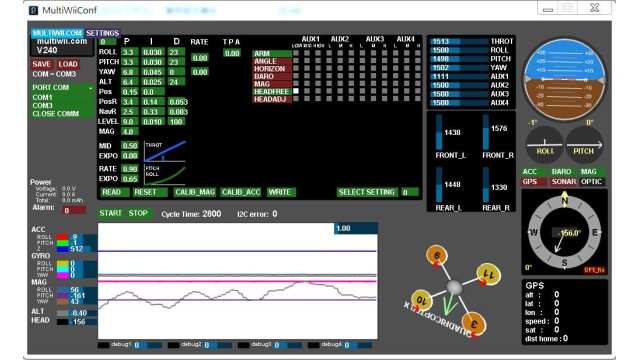 MultiWiiConf
MULTIWII.COM SETTINGS
multiwii.com
V240
SAVE LOAD
COM = COM3
PORT COM
COM1
COM3
CLOSE COMM
0 P I D RATE T P A
ROLL 3.3 0.030 23 0.00 0.00
PITCH 3.3 0.030 23
YAW 6.8 0.045 0 0.00
ALT 6.4 0.025 24
Pos 0.15 0.0
PosR 3.4 0.14 0.053
NavR 2.5 0.33 0.083
LEVEL 9.0 0.010 100
MAG 4.0
MID 0.50 THROT
EXPO 0.00
RATE 0.90 PITCH
ROLL
EXPO 0.65
AUX1 AUX2 AUX3 AUX4
LOW MID HIGH L M H L M H L M H
ARM
ANGLE
HORIZON
BARO
MAG
HEADFREE
HEADADJ
READ RESET CALIB_MAG CALIB_ACC WRITE SELECT SETTING 0
1513 THROT
1500 ROLL
1498 PITCH
1502 YAW
1111 AUX1
1500 AUX2
1500 AUX3
1500 AUX4
1438 1576
FRONT_L FRONT_R
1448 1330
REAR_L REAR_R
-1° 0°
ROLL PITCH
ACC BARO MAG
GPS SONAR OPTIC
N
W -156.0° E
S
0° GPS_Rx
GPS
alt : 0
lat : 0
lon : 0
speed : 0
sat : 0
dist home : 0
Power
Voltage: 0.0 V
Current: 0.0 A
Total: 0.0 mAh
Alarm: 0
START STOP Cycle Time: 2800 I2C error: 0
1.00
ACC
ROLL -9
PITCH -1
Z 512
GYRO
ROLL 0
PITCH 0
YAW 0
MAG
ROLL 56
PITCH -161
YAW 43
ALT -0.40
HEAD -156
debug1 0 debug2 0 debug3 0 debug4 0
9
11
10
3
QUADRICOPTER X